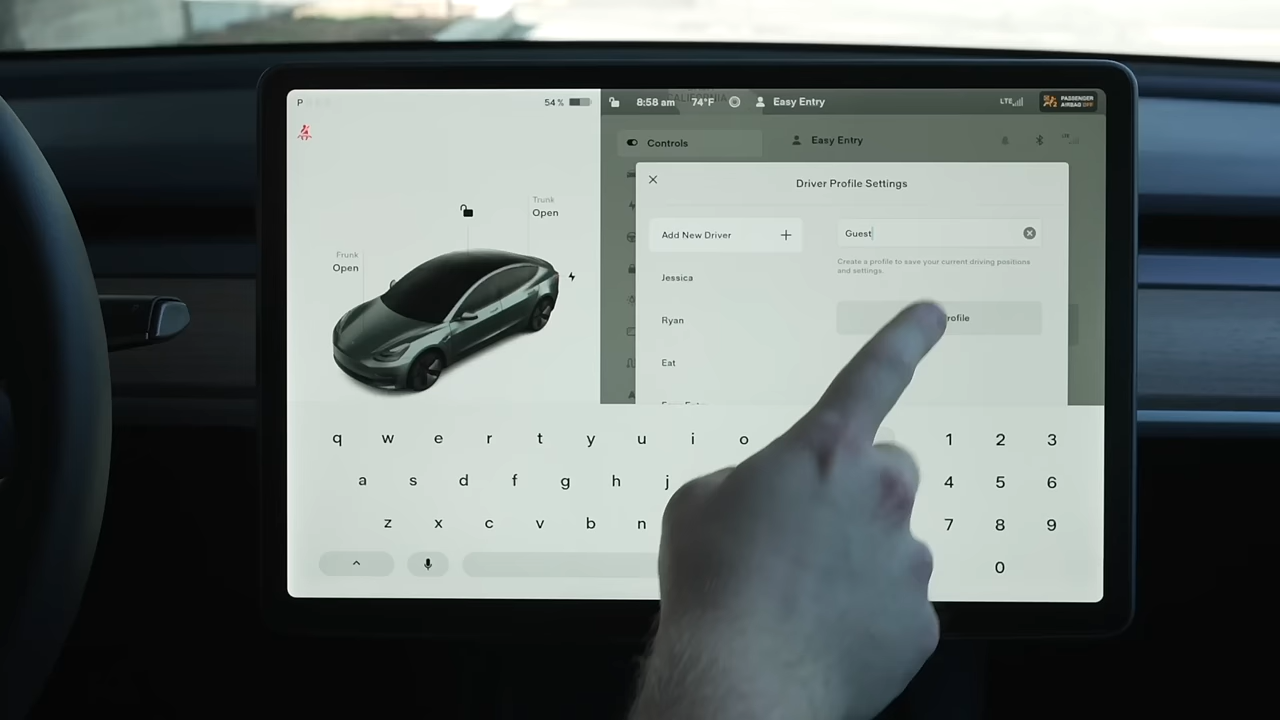 P
54 %
8:58 am 74°F Easy Entry
LTE
PASSENGER
AIRBAG OFF
CALIFORNIA
Controls
Easy Entry
Driver Profile Settings
Trunk
Open
Frunk
Open
Add New Driver +
Guest
Create a profile to save your current driving positions
and settings.
Jessica
Ryan
Eat
q w e r t y u i o
1 2 3
a s d f g h j
4 5 6
z x c v b n
7 8 9
0